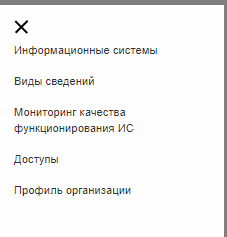 Информационные системы
Виды сведений
Мониторинг качества
функционирования ИС
Доступы
Профиль организации